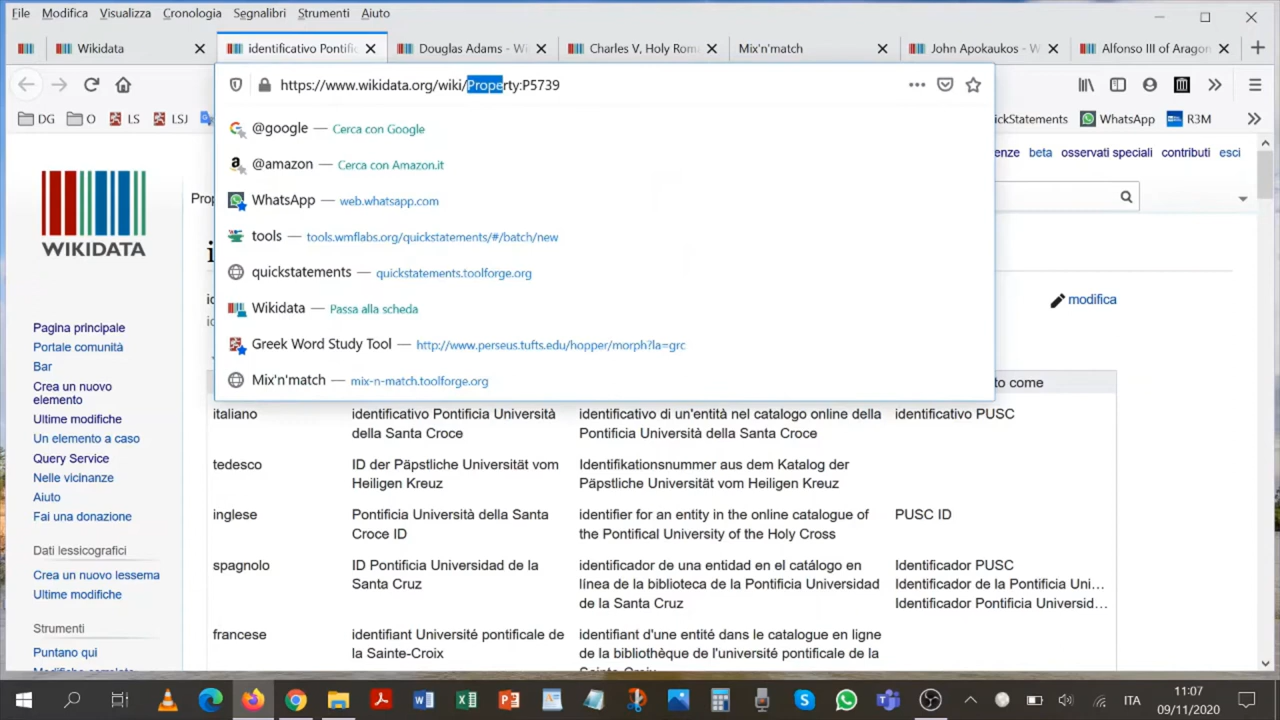 File Modifica Visualizza Cronologia Segnalibri Strumenti Aiuto
Wikidata identificativo Pontific Douglas Adams - Wi Charles V, Holy Rom Mix'n'match John Apokaukos - W Alfonso III of Aragon
https://www.wikidata.org/wiki/Property:P5739
DG O LS LSJ ickStatements WhatsApp R3M
@google — Cerca con Google
@amazon — Cerca con Amazon.it
WhatsApp — web.whatsapp.com
tools — tools.wmflabs.org/quickstatements/#/batch/new
quickstatements — quickstatements.toolforge.org
Wikidata — Passa alla scheda
Greek Word Study Tool — http://www.perseus.tufts.edu/hopper/morph?la=grc
Mix'n'match — mix-n-match.toolforge.org
enze beta osservati speciali contributi esci
Prop
i
id
modifica
WIKIDATA
Pagina principale
Portale comunità
Bar
Crea un nuovo
elemento
Ultime modifiche
Un elemento a caso
Query Service
Nelle vicinanze
Aiuto
Fai una donazione
Dati lessicografici
Crea un nuovo lessema
Ultime modifiche
Strumenti
Puntano qui
Modifiche correlate
to come
italiano identificativo Pontificia Università identificativo di un'entità nel catalogo online della identificativo PUSC
della Santa Croce Pontificia Università della Santa Croce
tedesco ID der Päpstliche Universität vom Identifikationsnummer aus dem Katalog der
Heiligen Kreuz Päpstliche Universität vom Heiligen Kreuz
inglese Pontificia Università della Santa identifier for an entity in the online catalogue of PUSC ID
Croce ID the Pontifical University of the Holy Cross
spagnolo ID Pontificia Universidad de la identificador de una entidad en el catálogo en Identificador PUSC
Santa Cruz línea de la biblioteca de la Pontificia Universidad Identificador de la Pontificia Uni…
de la Santa Cruz Identificador Pontificia Universid…
francese identifiant Université pontificale de identifiant d'une entité dans le catalogue en ligne
la Sainte-Croix de la bibliothèque de l'université pontificale de la
Sainte-Croix
ITA 11:07
09/11/2020